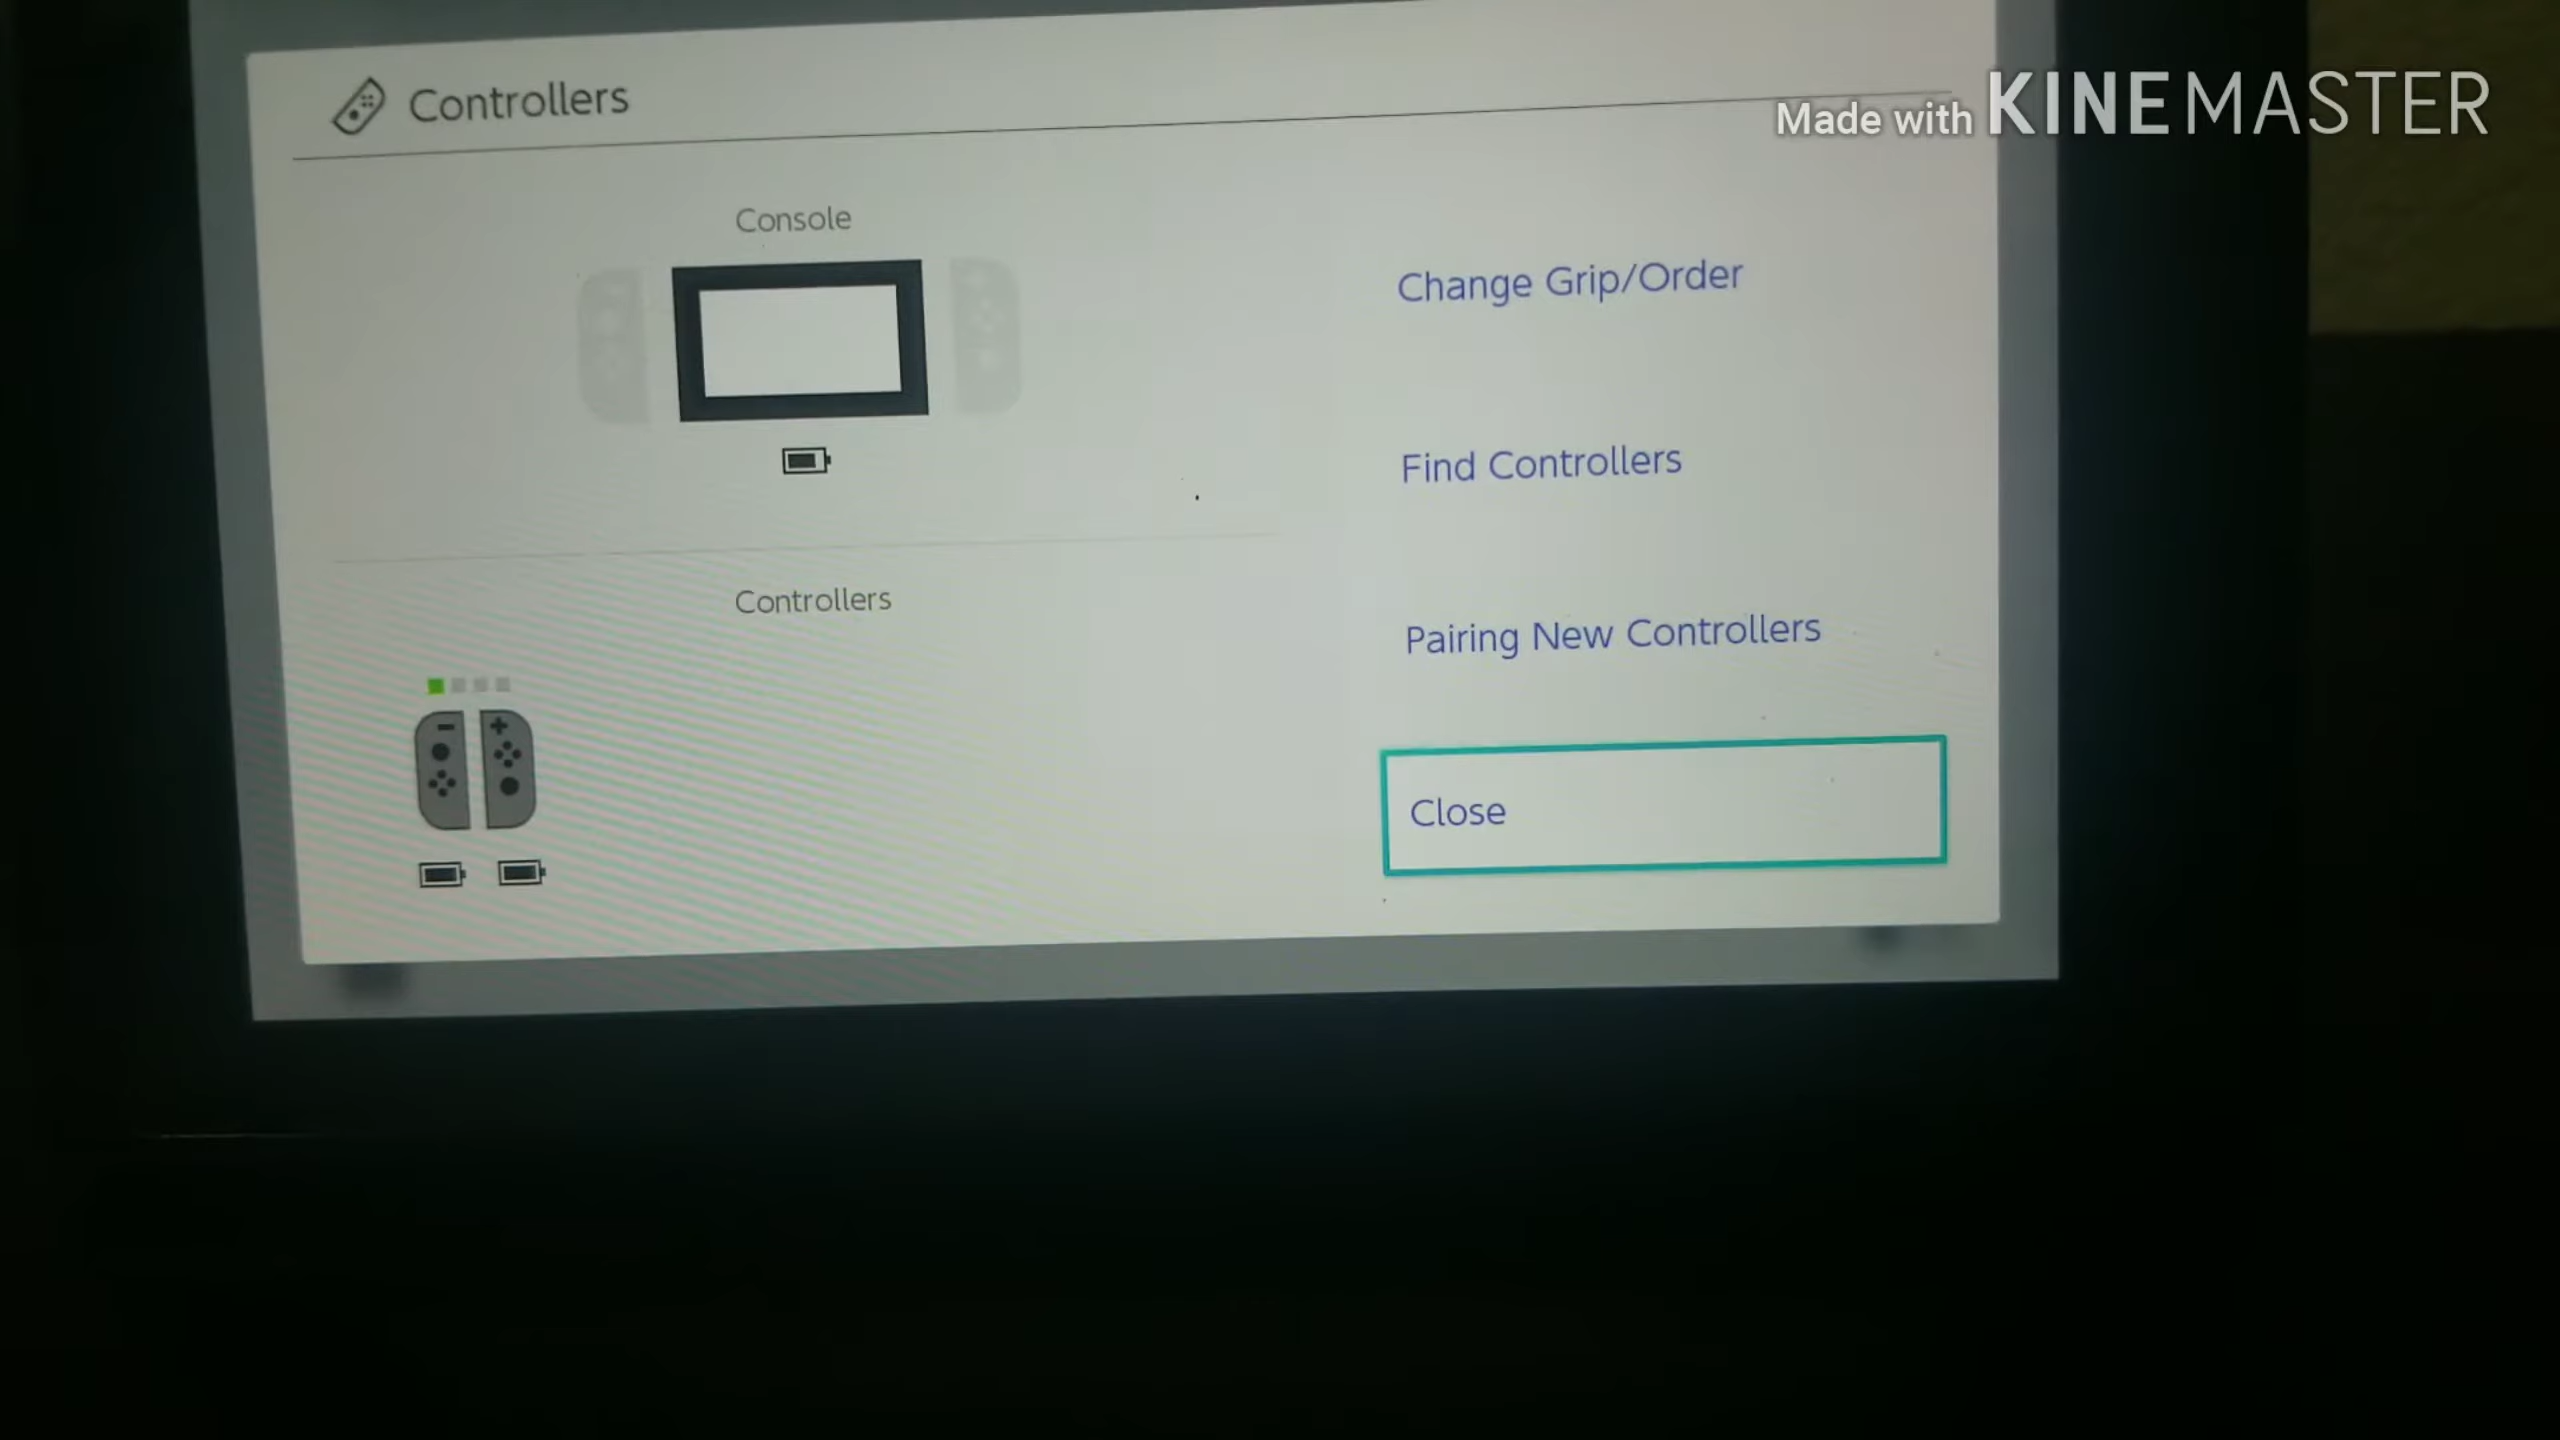 Controllers
Made with KINEMASTER
Console
Change Grip/Order
Find Controllers
Controllers
Pairing New Controllers
Close